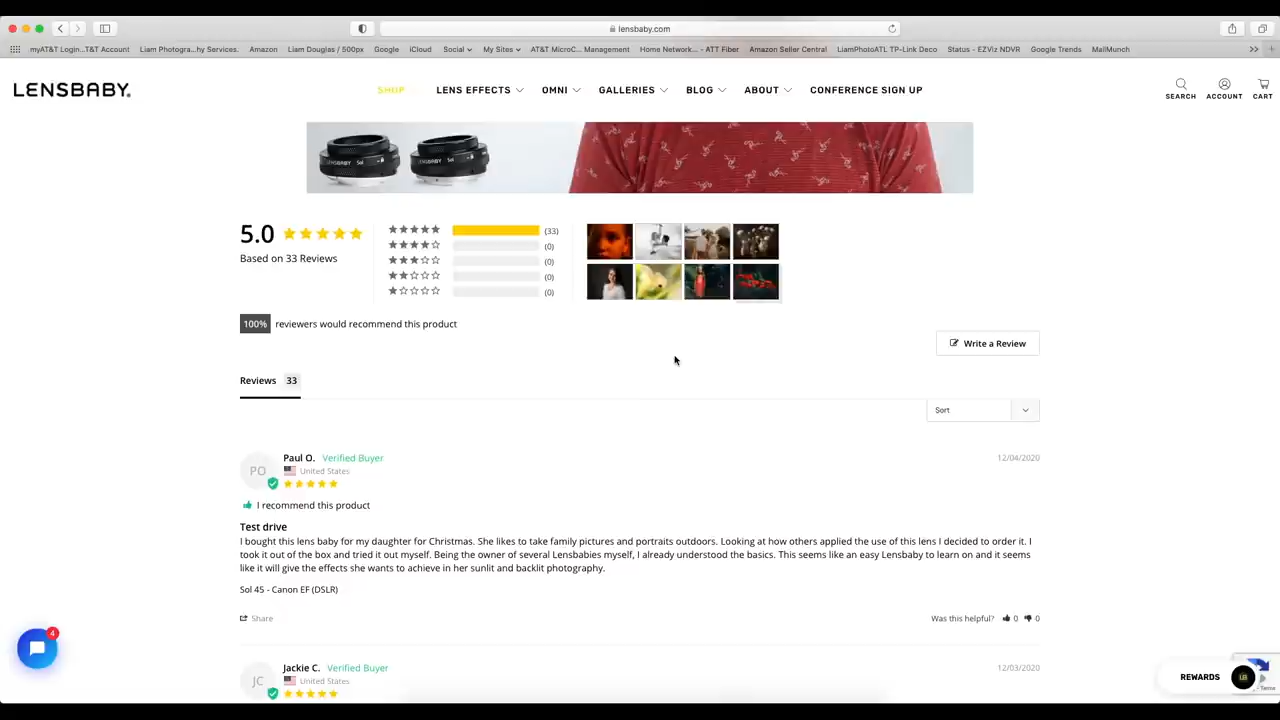 lensbaby.com
myAT&T Login...T&T Account Liam Photogra...hy Services. Amazon Liam Douglas / 500px Google iCloud Social My Sites AT&T MicroC... Management Home Network... - ATT Fiber Amazon Seller Central LiamPhotoATL TP-Link Deco Status - EZViz NDVR Google Trends MailMunch
LENSBABY. SHOP LENS EFFECTS OMNI GALLERIES BLOG ABOUT CONFERENCE SIGN UP
SEARCH ACCOUNT CART
LENSBABY Sol LENSBABY Sol
5.0
(33)
(0)
Based on 33 Reviews
(0)
(0)
(0)
100% reviewers would recommend this product
Write a Review
Reviews 33
Sort
PO
Paul O. Verified Buyer 12/04/2020
United States
I recommend this product
Test drive
I bought this lens baby for my daughter for Christmas. She likes to take family pictures and portraits outdoors. Looking at how others applied the use of this lens I decided to order it. I
took it out of the box and tried it out myself. Being the owner of several Lensbabies myself, I already understood the basics. This seems like an easy Lensbaby to learn on and it seems
like it will give the effects she wants to achieve in her sunlit and backlit photography.
Sol 45 - Canon EF (DSLR)
Share Was this helpful? 0 0
4
JC
Jackie C. Verified Buyer 12/03/2020
United States
REWARDS
- Terms